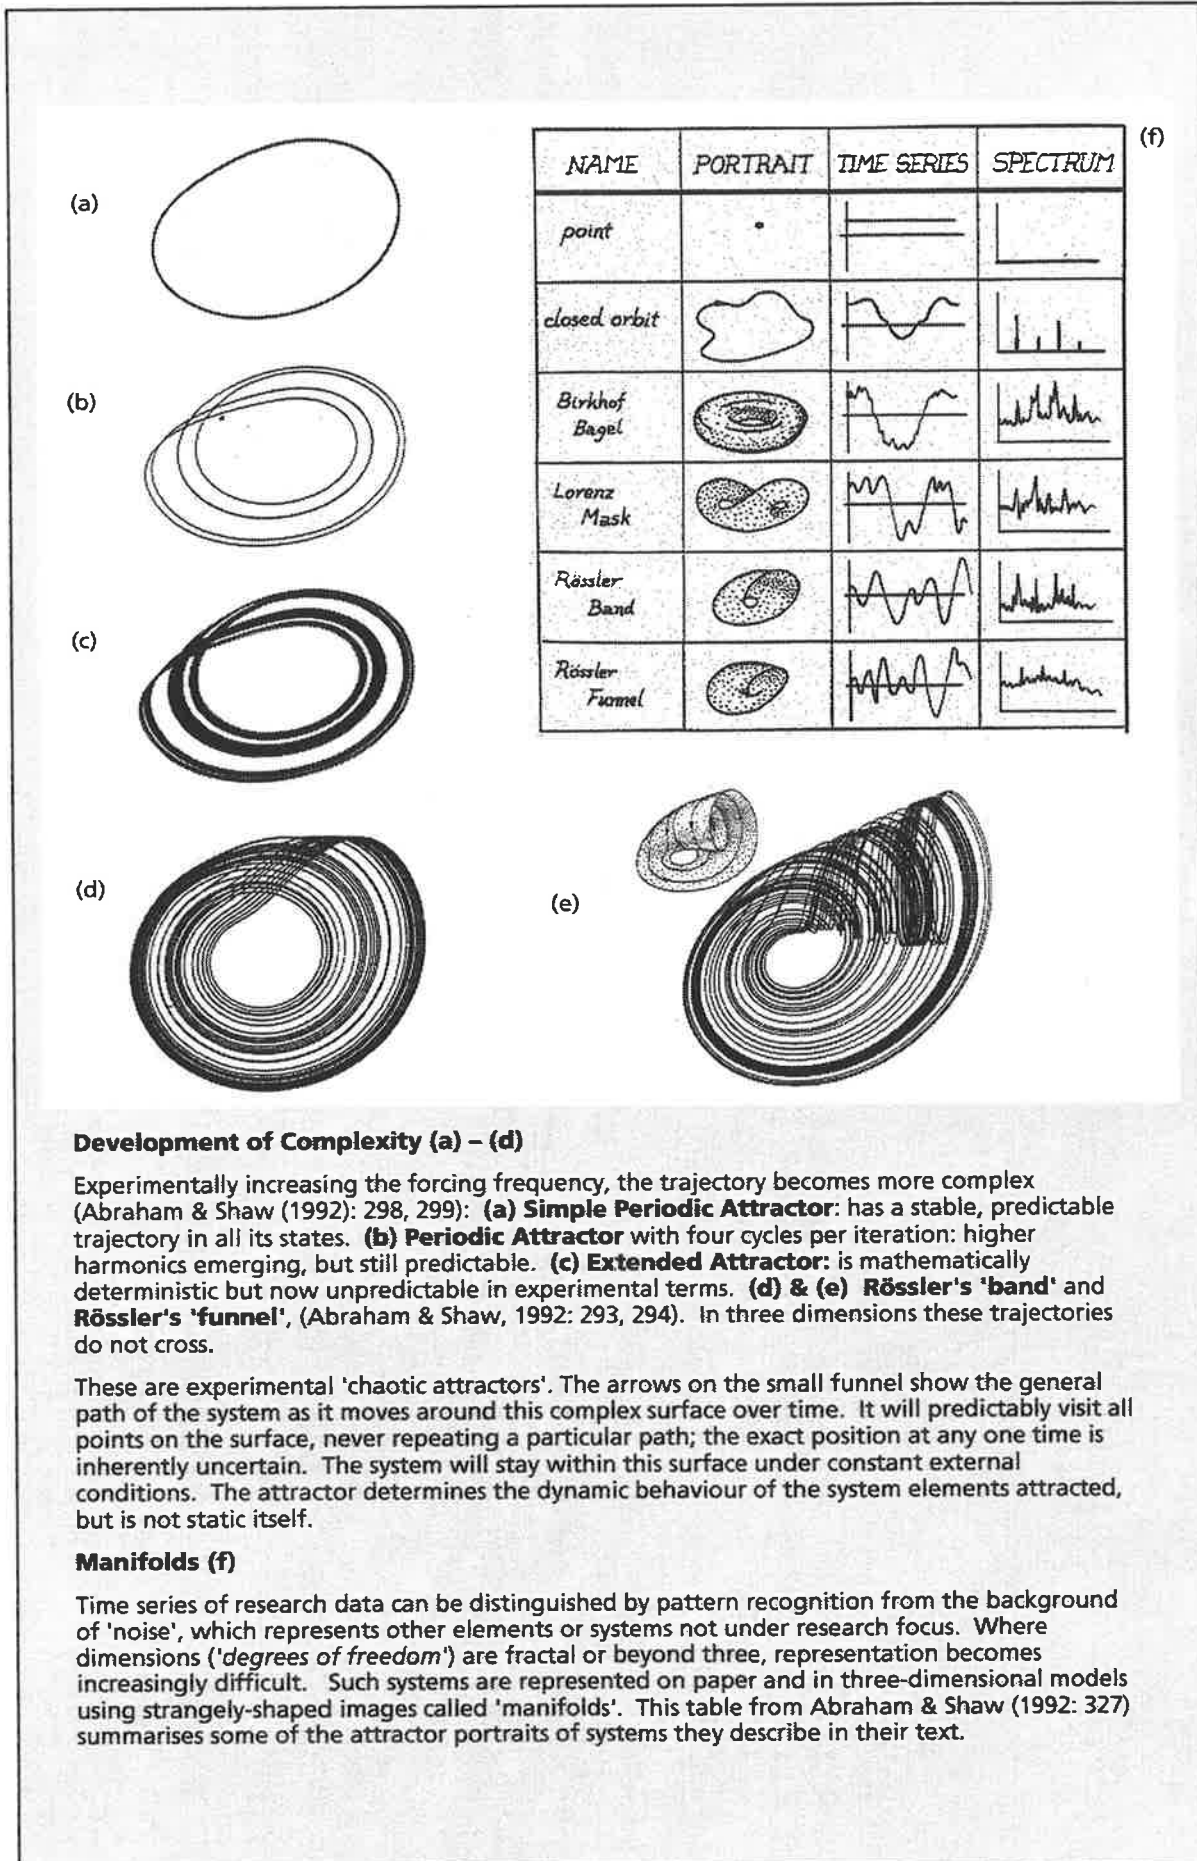 (a)
(b)
(c)
(d)
(e)
(f)
NAME PORTRAIT TIME SERIES SPECTRUM
point
closed orbit
Birkhof
Bagel
Lorenz
Mask
Rössler
Band
Rössler
Funnel
Development of Complexity (a) – (d)
Experimentally increasing the forcing frequency, the trajectory becomes more complex
(Abraham & Shaw (1992): 298, 299): (a) Simple Periodic Attractor: has a stable, predictable
trajectory in all its states. (b) Periodic Attractor with four cycles per iteration: higher
harmonics emerging, but still predictable. (c) Extended Attractor: is mathematically
deterministic but now unpredictable in experimental terms. (d) & (e) Rössler's 'band' and
Rössler's 'funnel', (Abraham & Shaw, 1992: 293, 294). In three dimensions these trajectories
do not cross.
These are experimental 'chaotic attractors'. The arrows on the small funnel show the general
path of the system as it moves around this complex surface over time. It will predictably visit all
points on the surface, never repeating a particular path; the exact position at any one time is
inherently uncertain. The system will stay within this surface under constant external
conditions. The attractor determines the dynamic behaviour of the system elements attracted,
but is not static itself.
Manifolds (f)
Time series of research data can be distinguished by pattern recognition from the background
of 'noise', which represents other elements or systems not under research focus. Where
dimensions ('degrees of freedom') are fractal or beyond three, representation becomes
increasingly difficult. Such systems are represented on paper and in three-dimensional models
using strangely-shaped images called 'manifolds'. This table from Abraham & Shaw (1992: 327)
summarises some of the attractor portraits of systems they describe in their text.